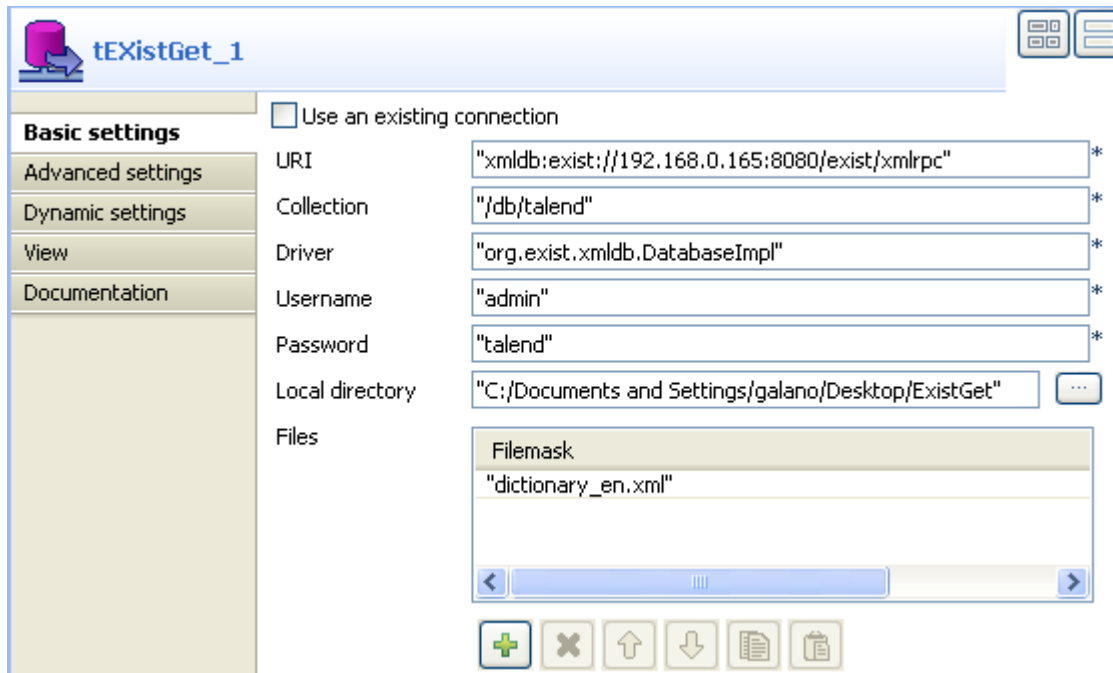 tEXistGet_1
Basic settings
Advanced settings
Dynamic settings
View
Documentation
Use an existing connection
URI "xmldb:exist://192.168.0.165:8080/exist/xmlrpc" *
Collection "/db/talend" *
Driver "org.exist.xmldb.DatabaseImpl" *
Username "admin" *
Password "talend" *
Local directory "C:/Documents and Settings/galano/Desktop/ExistGet" ...
Files
Filemask
"dictionary_en.xml"